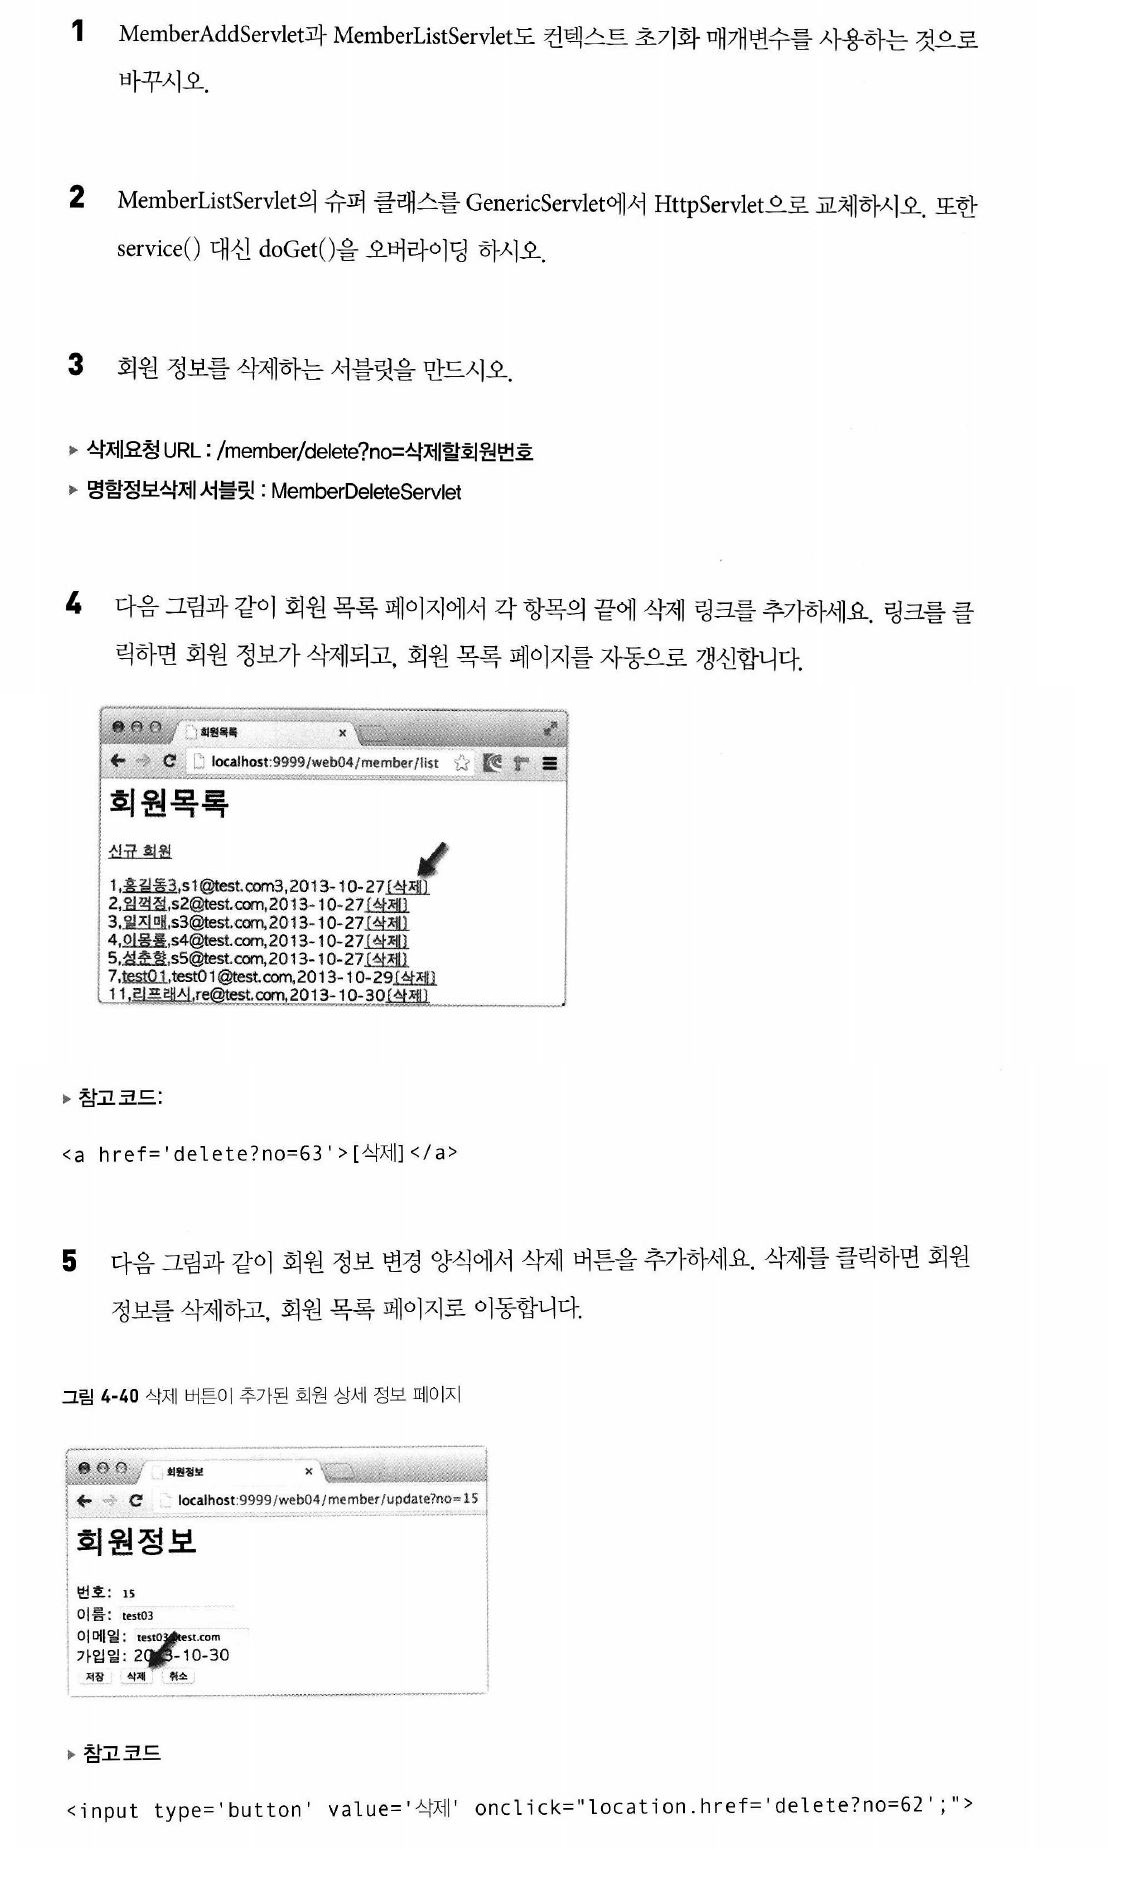 1 MemberAddServlet과 MemberListServlet도 컨텍스트 초기화 매개변수를 사용하는 것으로
바꾸시오.
2 MemberListServlet의 슈퍼 클래스를 GenericServlet에서 HttpServlet으로 교체하시오. 또한
service() 대신 doGet()을 오버라이딩 하시오.
3 회원 정보를 삭제하는 서블릿을 만드시오.
▶ 삭제요청 URL : /member/delete?no=삭제할회원번호
▶ 명함정보삭제 서블릿 : MemberDeleteServlet
4 다음 그림과 같이 회원 목록 페이지에서 각 항목의 끝에 삭제 링크를 추가하세요. 링크를 클
릭하면 회원 정보가 삭제되고, 회원 목록 페이지를 자동으로 갱신합니다.
회원목록
localhost:9999/web04/member/list
회원목록
신규 회원
1,홍길동3,s1@test.com3,2013-10-27[삭제]
2,임꺽정,s2@test.com,2013-10-27[삭제]
3,일지매,s3@test.com,2013-10-27[삭제]
4,이몽룡,s4@test.com,2013-10-27[삭제]
5,성춘향,s5@test.com,2013-10-27[삭제]
7,test01,test01@test.com,2013-10-29[삭제]
11,리프래시,re@test.com,2013-10-30[삭제]
▶ 참고 코드:
<a href='delete?no=63'>[삭제]</a>
5 다음 그림과 같이 회원 정보 변경 양식에서 삭제 버튼을 추가하세요. 삭제를 클릭하면 회원
정보를 삭제하고, 회원 목록 페이지로 이동합니다.
그림 4-40 삭제 버튼이 추가된 회원 상세 정보 페이지
회원정보
localhost:9999/web04/member/update?no=15
회원정보
번호: 15
이름: test03
이메일: test03@test.com
가입일: 2013-10-30
저장 삭제 취소
▶ 참고 코드
<input type='button' value='삭제' onclick="location.href='delete?no=62';">